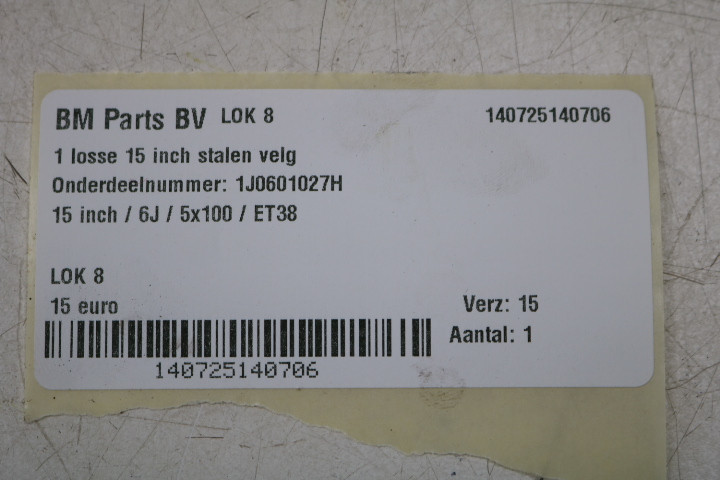 BM Parts BV LOK 8 140725140706
1 losse 15 inch stalen velg
Onderdeelnummer: 1J0601027H
15 inch / 6J / 5x100 / ET38
LOK 8
15 euro Verz: 15
Aantal: 1
140725140706